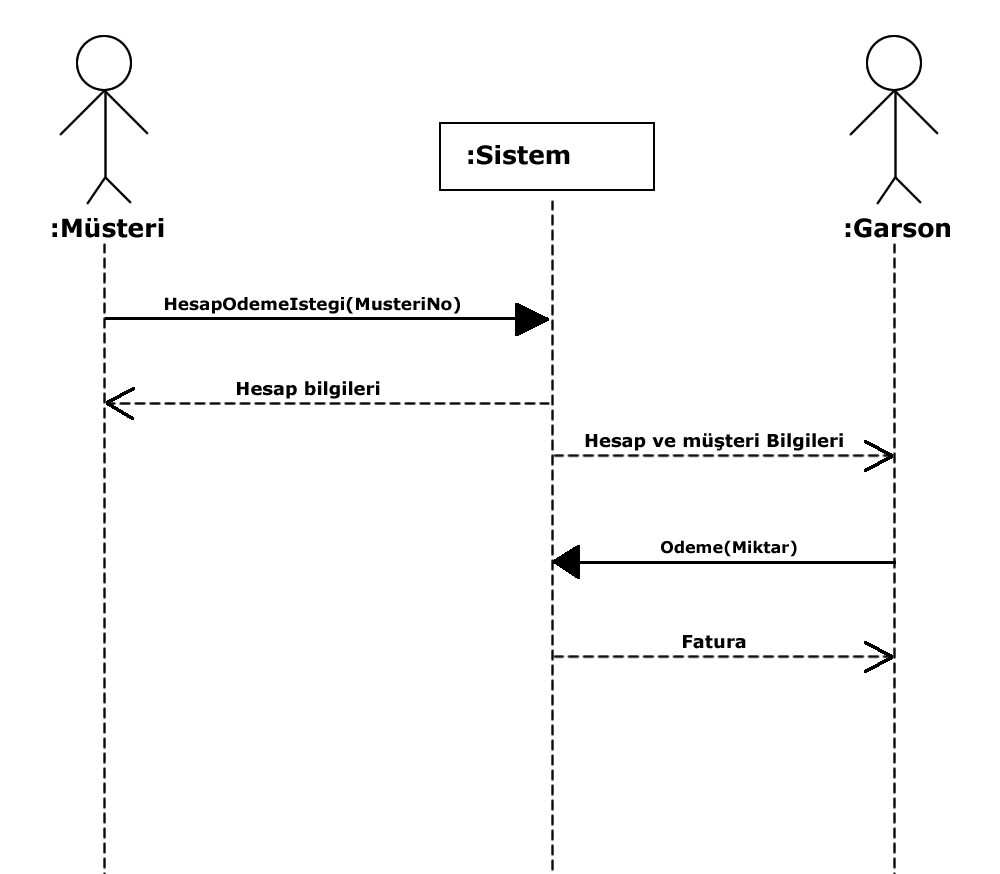 :Sistem
:Müsteri
:Garson
HesapOdemeIstegi(MusteriNo)
Hesap bilgileri
Hesap ve müşteri Bilgileri
Odeme(Miktar)
Fatura